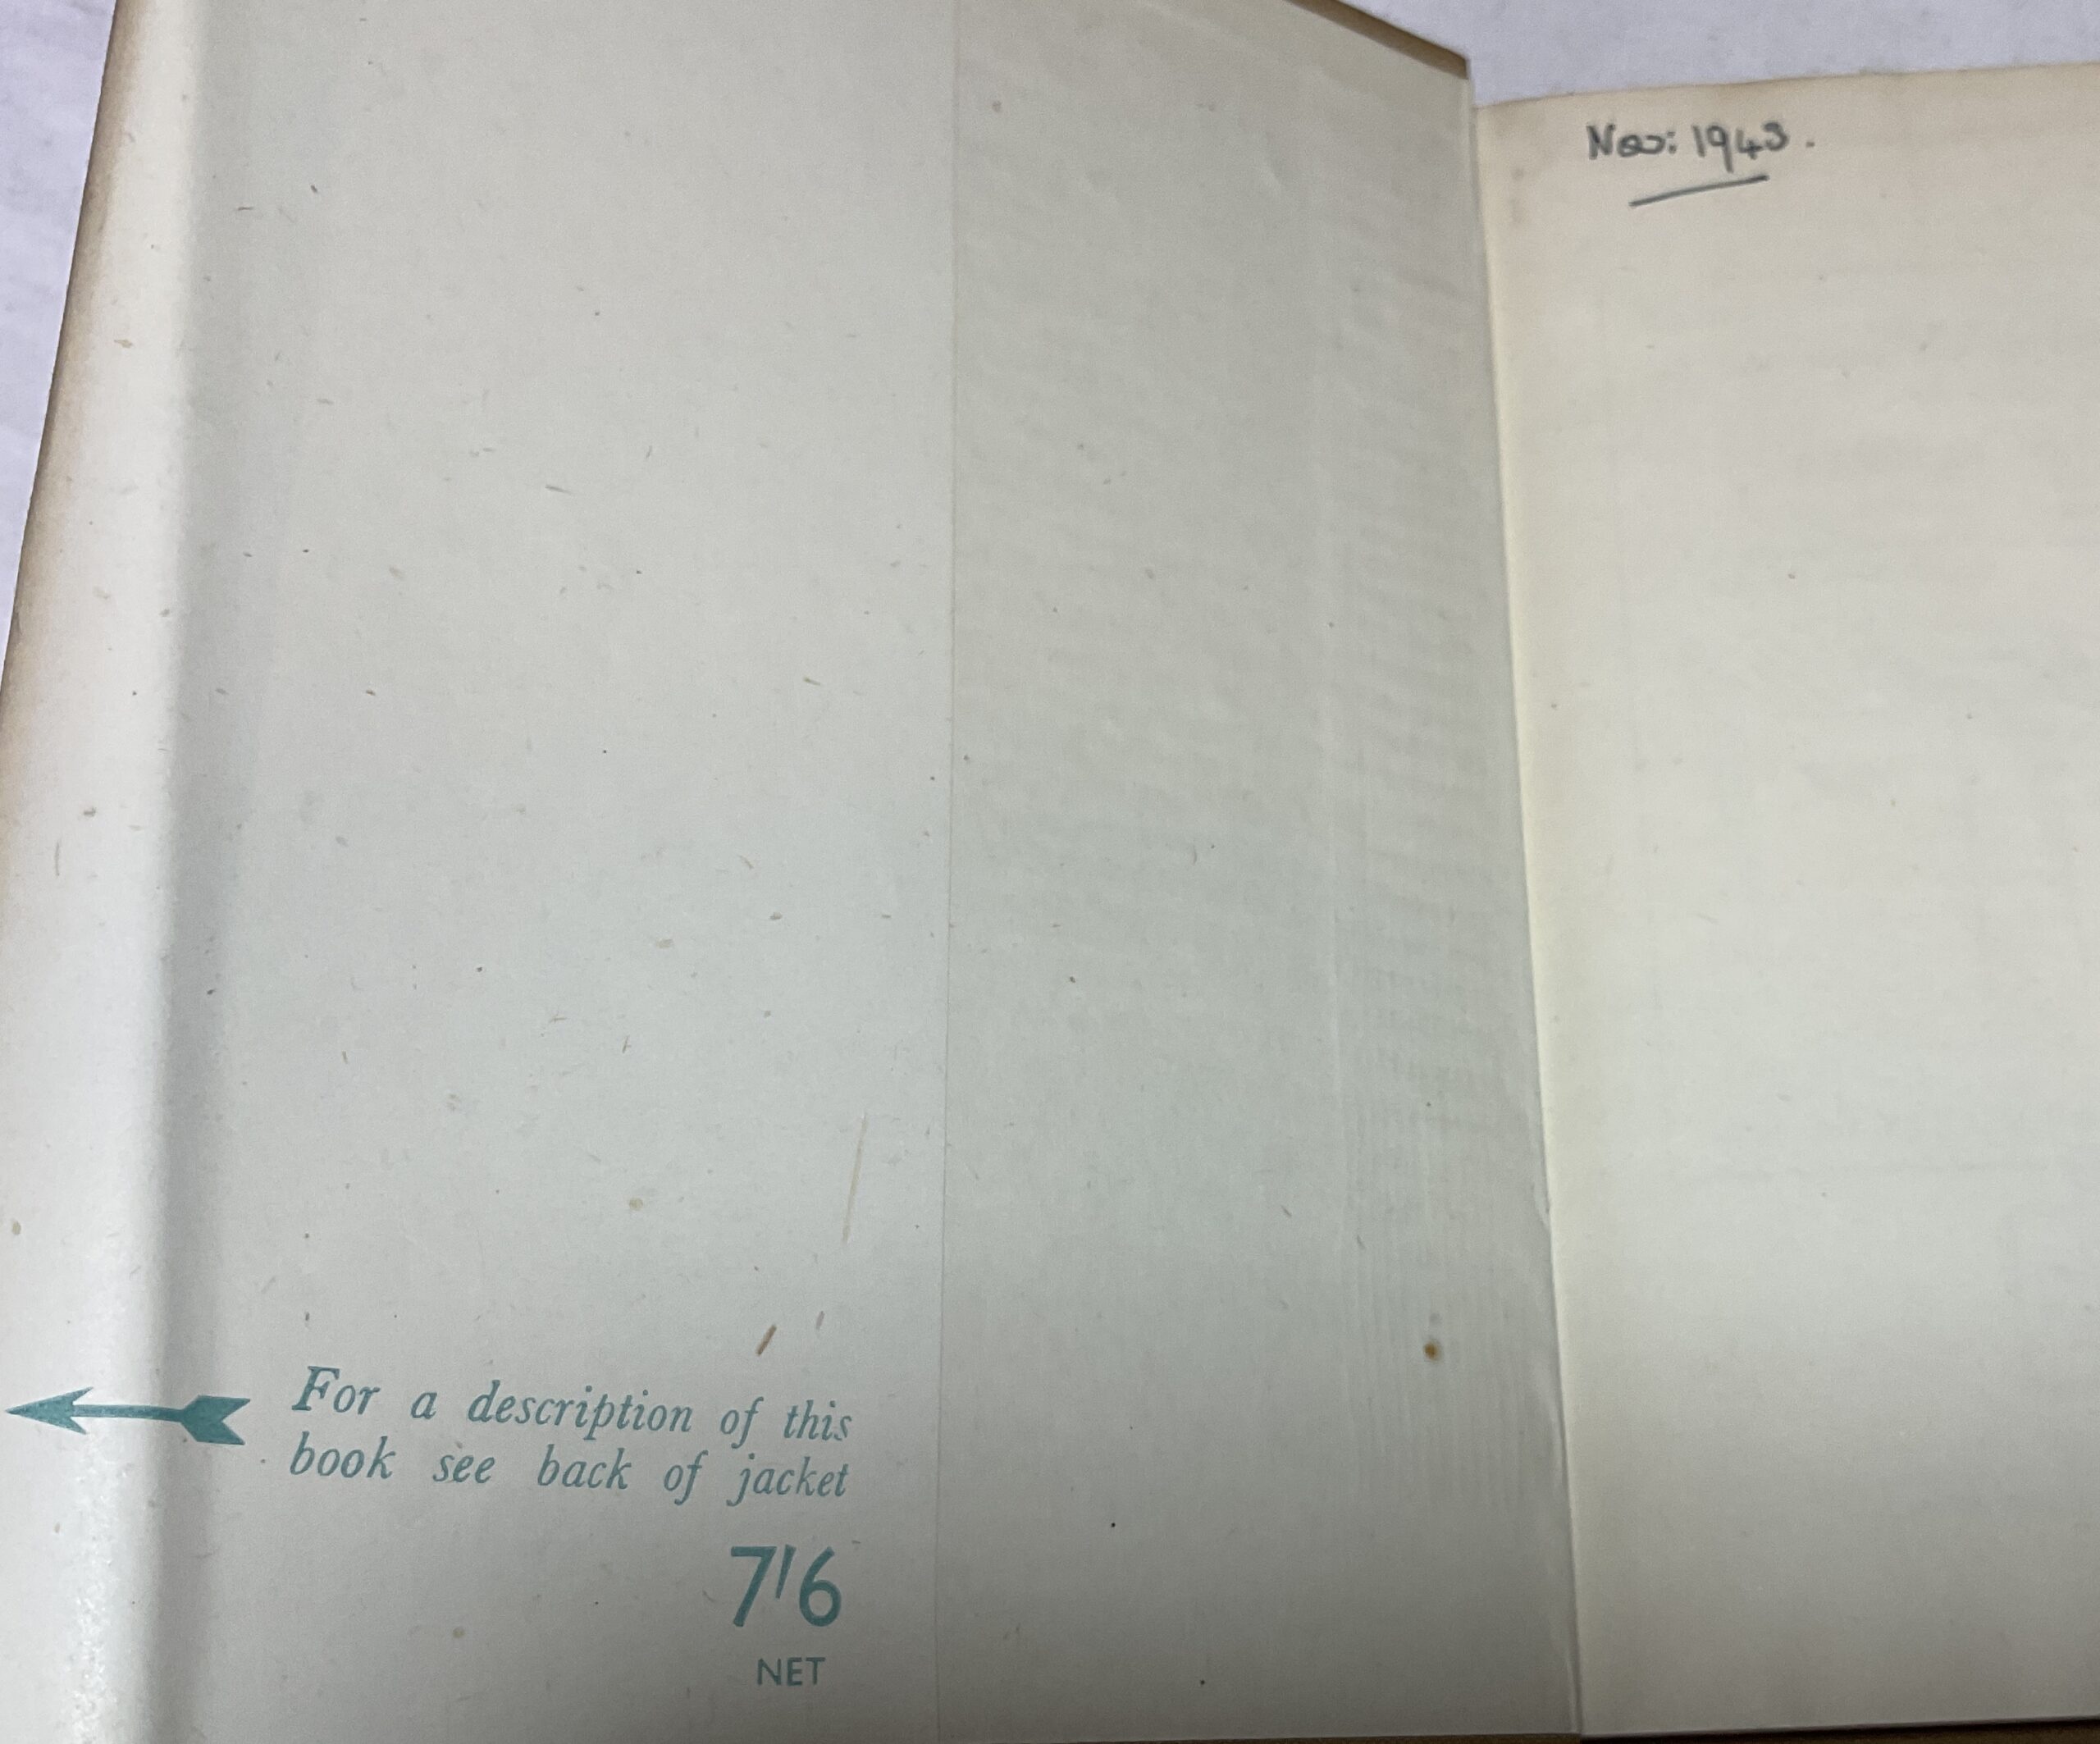 For a description of this
book see back of jacket
7/6
NET
Nov: 1943.